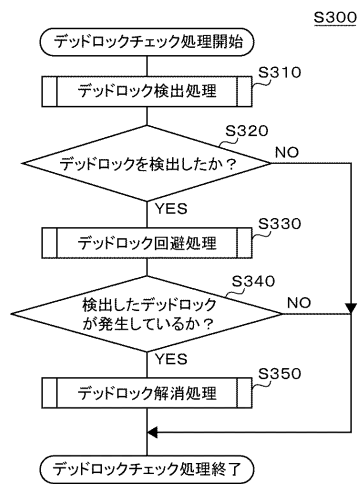 S300
デッドロックチェック処理開始
S310
デッドロック検出処理
S320
デッドロックを検出したか？
NO
YES
S330
デッドロック回避処理
S340
検出したデッドロック
が発生しているか？
NO
YES
S350
デッドロック解消処理
デッドロックチェック処理終了